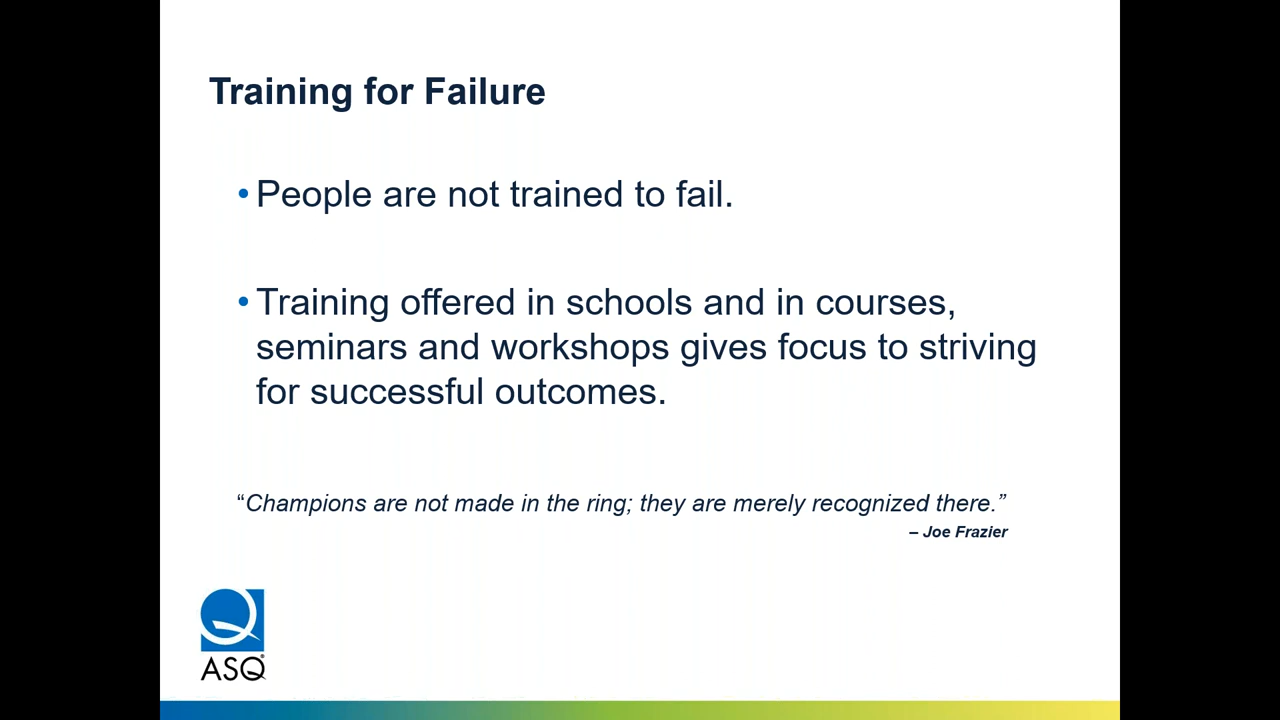 Training for Failure
• People are not trained to fail.
• Training offered in schools and in courses,
seminars and workshops gives focus to striving
for successful outcomes.
“Champions are not made in the ring; they are merely recognized there.”
– Joe Frazier
ASQ®